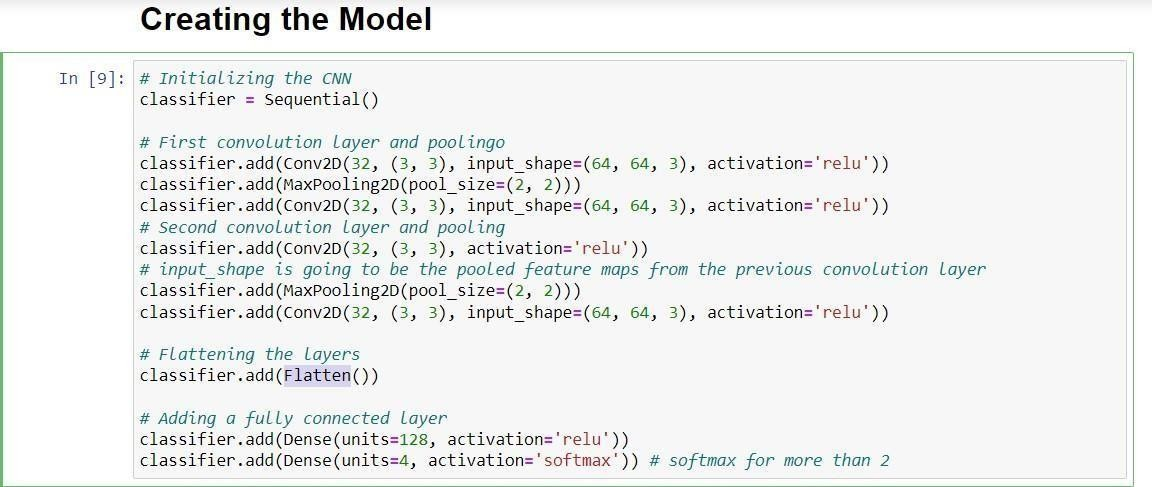 Creating the Model
In [9]: # Initializing the CNN
classifier = Sequential()
# First convolution layer and poolingo
classifier.add(Conv2D(32, (3, 3), input_shape=(64, 64, 3), activation='relu'))
classifier.add(MaxPooling2D(pool_size=(2, 2)))
classifier.add(Conv2D(32, (3, 3), input_shape=(64, 64, 3), activation='relu'))
# Second convolution layer and pooling
classifier.add(Conv2D(32, (3, 3), activation='relu'))
# input_shape is going to be the pooled feature maps from the previous convolution layer
classifier.add(MaxPooling2D(pool_size=(2, 2)))
classifier.add(Conv2D(32, (3, 3), input_shape=(64, 64, 3), activation='relu'))
# Flattening the layers
classifier.add(Flatten())
# Adding a fully connected layer
classifier.add(Dense(units=128, activation='relu'))
classifier.add(Dense(units=4, activation='softmax')) # softmax for more than 2